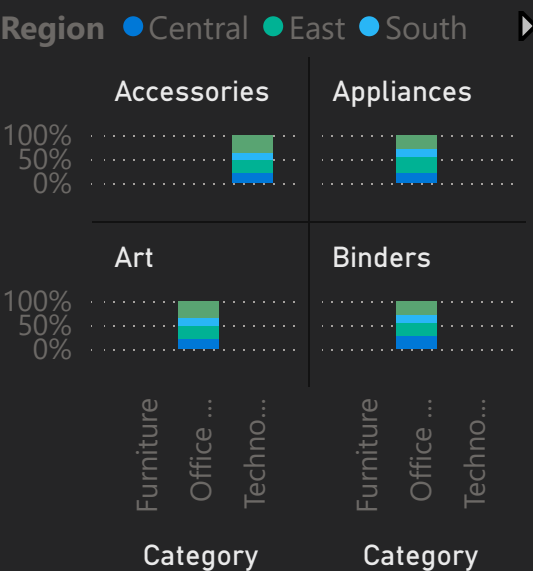 Region Central East South
Accessories Appliances
100%
50%
0%
Art Binders
100%
50%
0%
Furniture Office ... Techno... Furniture Office ... Techno...
Category Category